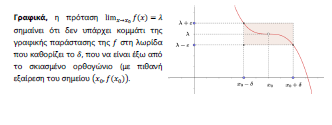 Γραφικά, η πρόταση lim_{x→x₀} f(x) = λ
σημαίνει ότι δεν υπάρχει κομμάτι της
γραφικής παράστασης της f στη λωρίδα
που καθορίζει το δ, που να είναι έξω από
το σκιασμένο ορθογώνιο (με πιθανή
εξαίρεση του σημείου (x₀, f(x₀)).
λ + ε
λ
λ − ε
x₀ − δ x₀ x₀ + δ